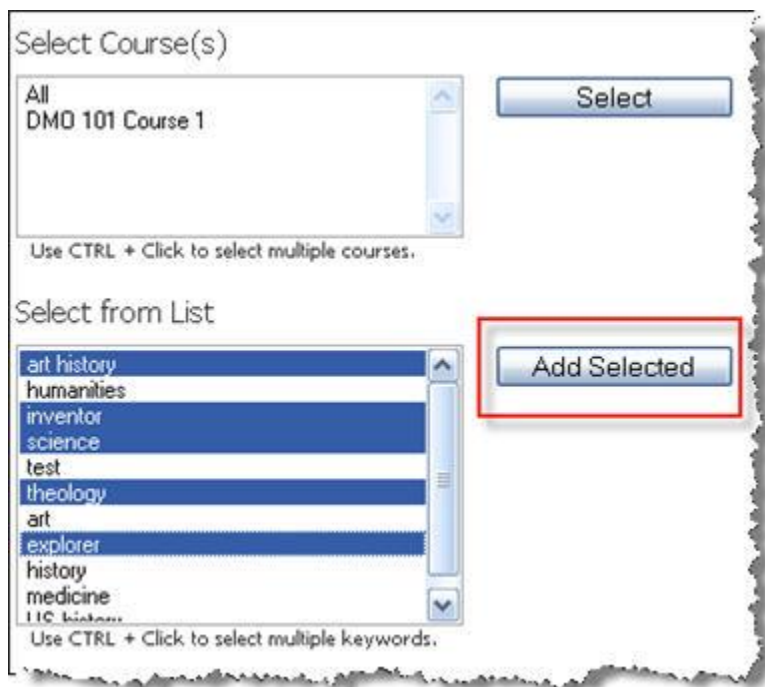 Select Course(s)
All
DMO 101 Course 1
Select
Use CTRL + Click to select multiple courses.
Select from List
art history
humanities
inventor
science
test
theology
art
explorer
history
medicine
US history
Add Selected
Use CTRL + Click to select multiple keywords.